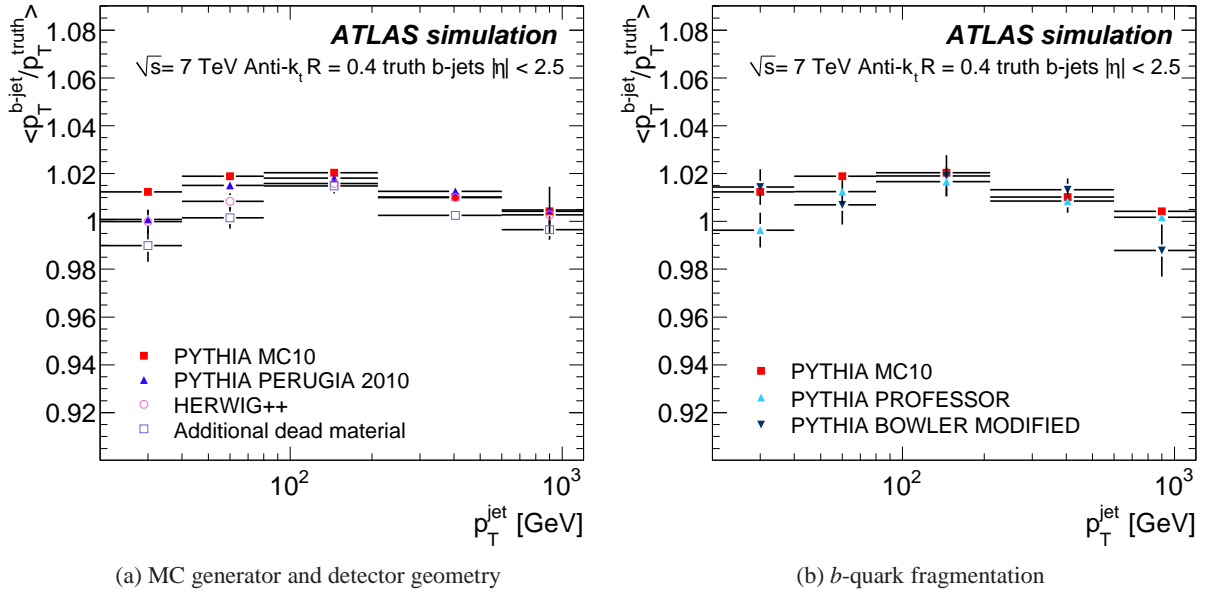 <p_T^b-jet/p_T^truth>
1.08
1.06
1.04
1.02
1
0.98
0.96
0.94
0.92
ATLAS simulation
√s= 7 TeV Anti-k_t R = 0.4 truth b-jets |η| < 2.5
PYTHIA MC10
PYTHIA PERUGIA 2010
HERWIG++
Additional dead material
10^2
10^3
p_T^jet [GeV]
(a) MC generator and detector geometry
<p_T^b-jet/p_T^truth>
1.08
1.06
1.04
1.02
1
0.98
0.96
0.94
0.92
ATLAS simulation
√s= 7 TeV Anti-k_t R = 0.4 truth b-jets |η| < 2.5
PYTHIA MC10
PYTHIA PROFESSOR
PYTHIA BOWLER MODIFIED
10^2
10^3
p_T^jet [GeV]
(b) b-quark fragmentation